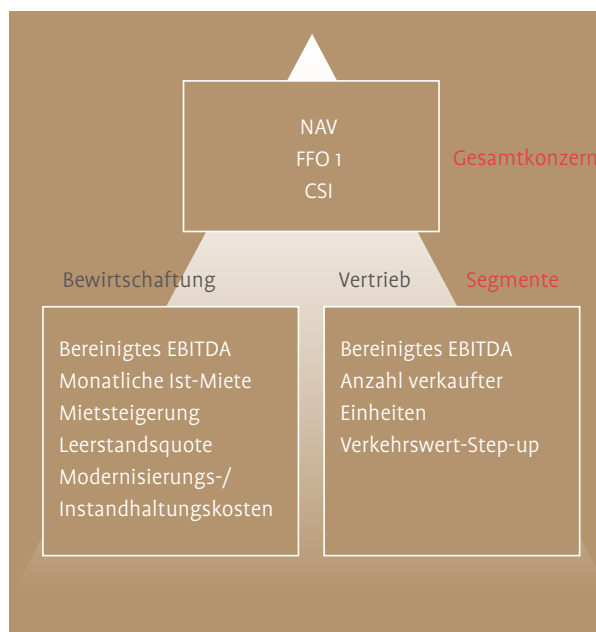 NAV
FFO 1
CSI
Gesamtkonzern
Bewirtschaftung
Vertrieb
Segmente
Bereinigtes EBITDA
Monatliche Ist-Miete
Mietsteigerung
Leerstandsquote
Modernisierungs-/
Instandhaltungskosten
Bereinigtes EBITDA
Anzahl verkaufter
Einheiten
Verkehrswert-Step-up